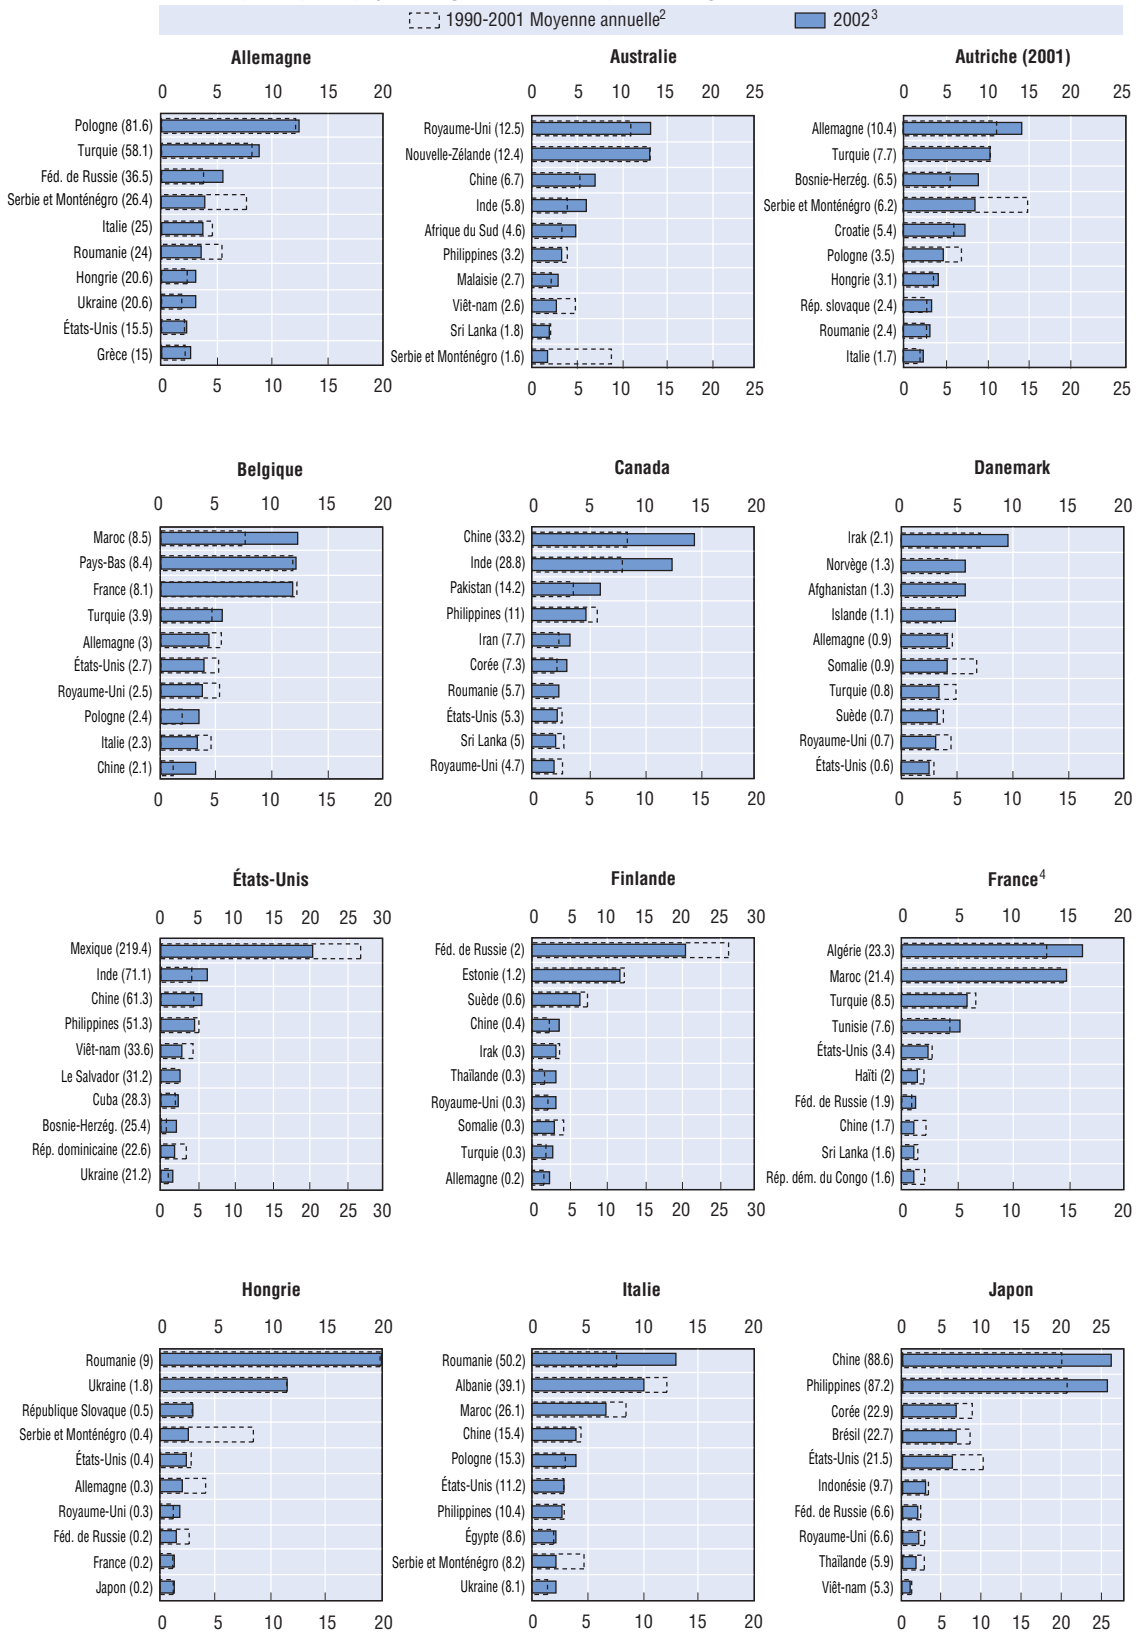 1990-2001 Moyenne annuelle2 20023
Allemagne
0 5 10 15 20
Pologne (81.6)
Turquie (58.1)
Féd. de Russie (36.5)
Serbie et Monténégro (26.4)
Italie (25)
Roumanie (24)
Hongrie (20.6)
Ukraine (20.6)
États-Unis (15.5)
Grèce (15)
0 5 10 15 20
Australie
0 5 10 15 20 25
Royaume-Uni (12.5)
Nouvelle-Zélande (12.4)
Chine (6.7)
Inde (5.8)
Afrique du Sud (4.6)
Philippines (3.2)
Malaisie (2.7)
Viêt-nam (2.6)
Sri Lanka (1.8)
Serbie et Monténégro (1.6)
0 5 10 15 20 25
Autriche (2001)
0 5 10 15 20 25
Allemagne (10.4)
Turquie (7.7)
Bosnie-Herzég. (6.5)
Serbie et Monténégro (6.2)
Croatie (5.4)
Pologne (3.5)
Hongrie (3.1)
Rép. slovaque (2.4)
Roumanie (2.4)
Italie (1.7)
0 5 10 15 20 25
Belgique
0 5 10 15 20
Maroc (8.5)
Pays-Bas (8.4)
France (8.1)
Turquie (3.9)
Allemagne (3)
États-Unis (2.7)
Royaume-Uni (2.5)
Pologne (2.4)
Italie (2.3)
Chine (2.1)
0 5 10 15 20
Canada
0 5 10 15 20
Chine (33.2)
Inde (28.8)
Pakistan (14.2)
Philippines (11)
Iran (7.7)
Corée (7.3)
Roumanie (5.7)
États-Unis (5.3)
Sri Lanka (5)
Royaume-Uni (4.7)
0 5 10 15 20
Danemark
0 5 10 15 20
Irak (2.1)
Norvège (1.3)
Afghanistan (1.3)
Islande (1.1)
Allemagne (0.9)
Somalie (0.9)
Turquie (0.8)
Suède (0.7)
Royaume-Uni (0.7)
États-Unis (0.6)
0 5 10 15 20
États-Unis
0 5 10 15 20 25 30
Mexique (219.4)
Inde (71.1)
Chine (61.3)
Philippines (51.3)
Viêt-nam (33.6)
Le Salvador (31.2)
Cuba (28.3)
Bosnie-Herzég. (25.4)
Rép. dominicaine (22.6)
Ukraine (21.2)
0 5 10 15 20 25 30
Finlande
0 5 10 15 20 25 30
Féd. de Russie (2)
Estonie (1.2)
Suède (0.6)
Chine (0.4)
Irak (0.3)
Thaïlande (0.3)
Royaume-Uni (0.3)
Somalie (0.3)
Turquie (0.3)
Allemagne (0.2)
0 5 10 15 20 25 30
France4
0 5 10 15 20
Algérie (23.3)
Maroc (21.4)
Turquie (8.5)
Tunisie (7.6)
États-Unis (3.4)
Haïti (2)
Féd. de Russie (1.9)
Chine (1.7)
Sri Lanka (1.6)
Rép. dém. du Congo (1.6)
0 5 10 15 20
Hongrie
0 5 10 15 20
Roumanie (9)
Ukraine (1.8)
République Slovaque (0.5)
Serbie et Monténégro (0.4)
États-Unis (0.4)
Allemagne (0.3)
Royaume-Uni (0.3)
Féd. de Russie (0.2)
France (0.2)
Japon (0.2)
0 5 10 15 20
Italie
0 5 10 15 20
Roumanie (50.2)
Albanie (39.1)
Maroc (26.1)
Chine (15.4)
Pologne (15.3)
États-Unis (11.2)
Philippines (10.4)
Égypte (8.6)
Serbie et Monténégro (8.2)
Ukraine (8.1)
0 5 10 15 20
Japon
0 5 10 15 20 25
Chine (88.6)
Philippines (87.2)
Corée (22.9)
Brésil (22.7)
États-Unis (21.5)
Indonésie (9.7)
Féd. de Russie (6.6)
Royaume-Uni (6.6)
Thaïlande (5.9)
Viêt-nam (5.3)
0 5 10 15 20 25